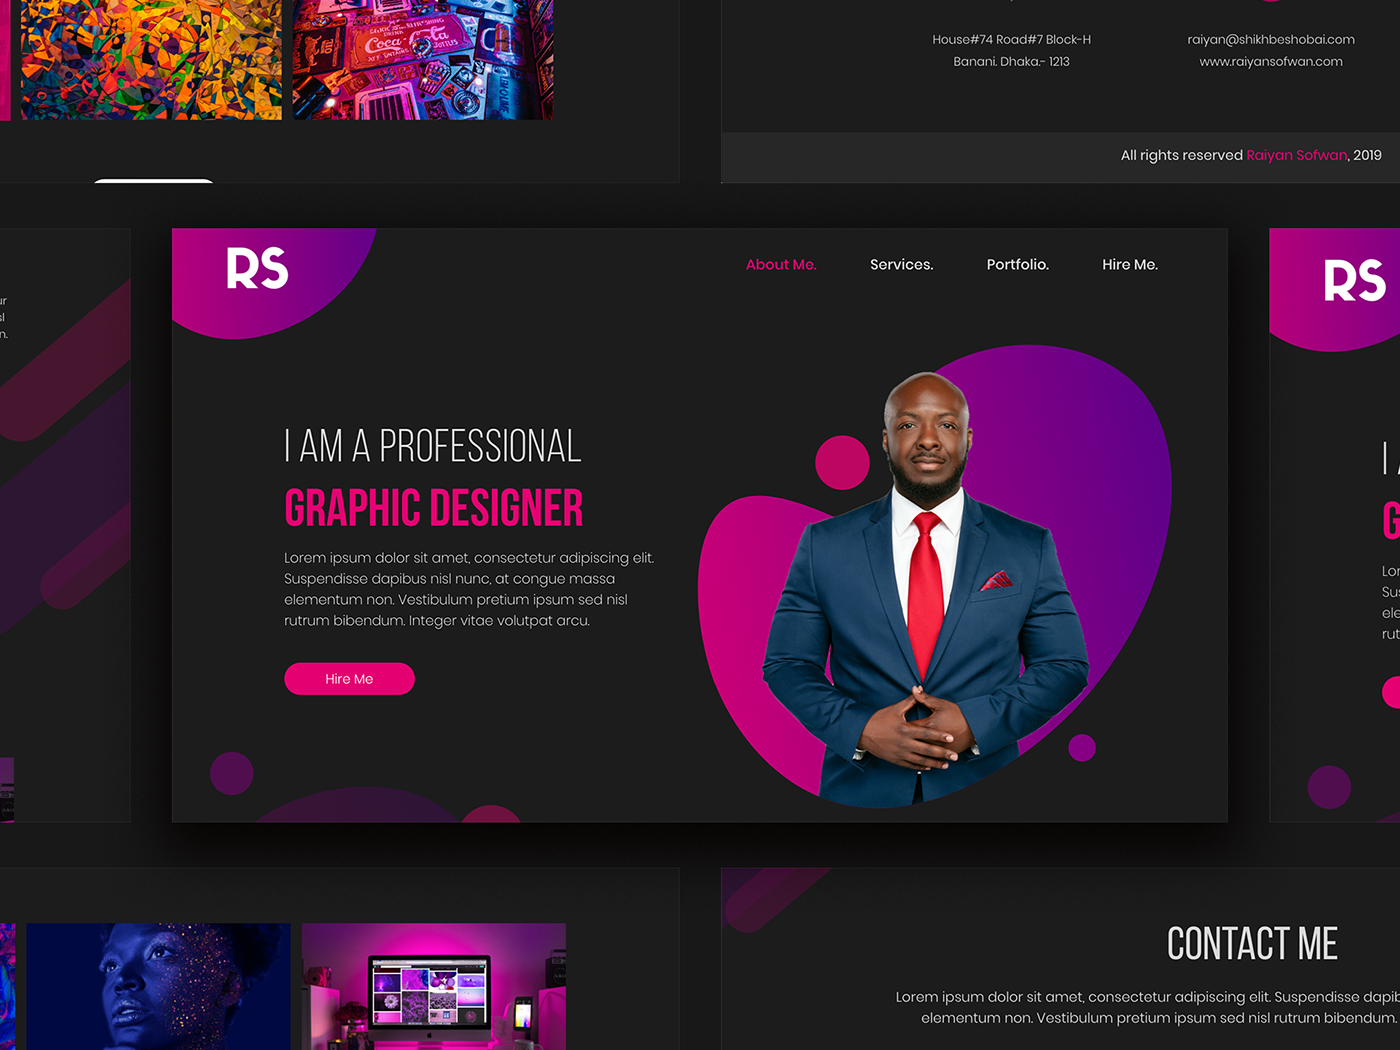 Coca-Cola
House#74 Road#7 Block-H
Banani. Dhaka.- 1213
raiyan@shikhbeshobai.com
www.raiyansofwan.com
All rights reserved Raiyan Sofwan, 2019
RS
About Me.
Services.
Portfolio.
Hire Me.
I AM A PROFESSIONAL
GRAPHIC DESIGNER
Lorem ipsum dolor sit amet, consectetur adipiscing elit.
Suspendisse dapibus nisl nunc, at congue massa
elementum non. Vestibulum pretium ipsum sed nisl
rutrum bibendum. Integer vitae volutpat arcu.
Hire Me
RS
CONTACT ME
Lorem ipsum dolor sit amet, consectetur adipiscing elit. Suspendisse
elementum non. Vestibulum pretium ipsum sed nisl rutrum bibendum.